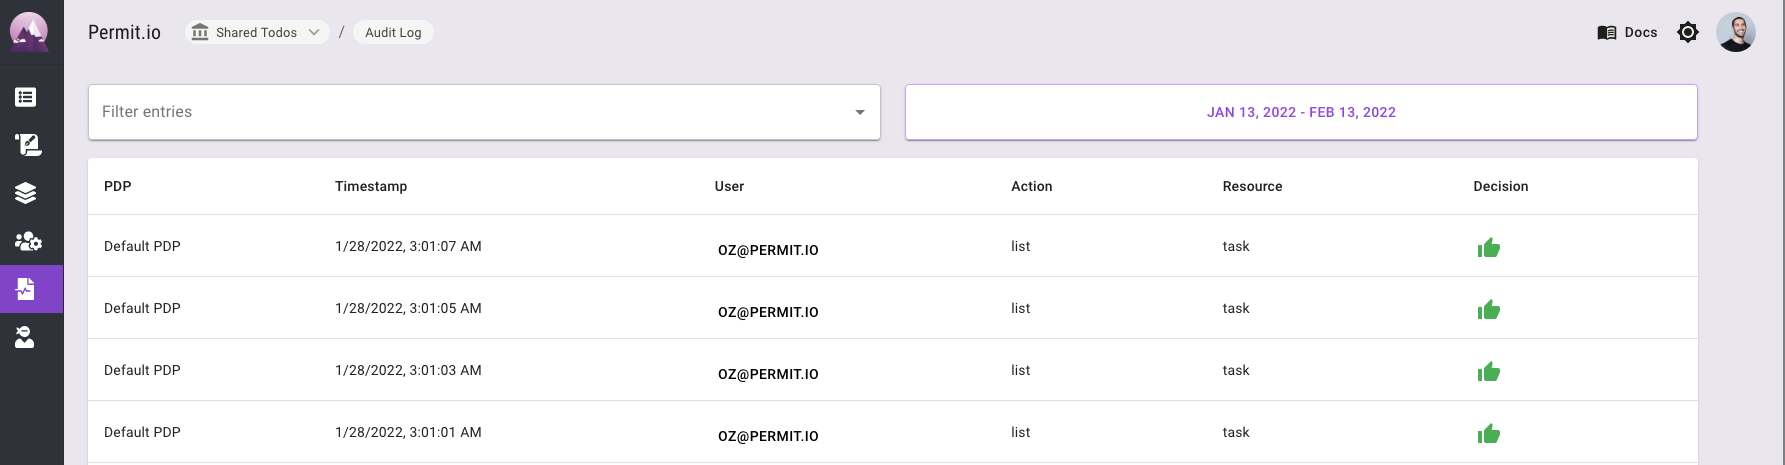 Permit.io Shared Todos / Audit Log Docs
Filter entries JAN 13, 2022 - FEB 13, 2022
PDP Timestamp User Action Resource Decision
Default PDP 1/28/2022, 3:01:07 AM OZ@PERMIT.IO list task
Default PDP 1/28/2022, 3:01:05 AM OZ@PERMIT.IO list task
Default PDP 1/28/2022, 3:01:03 AM OZ@PERMIT.IO list task
Default PDP 1/28/2022, 3:01:01 AM OZ@PERMIT.IO list task